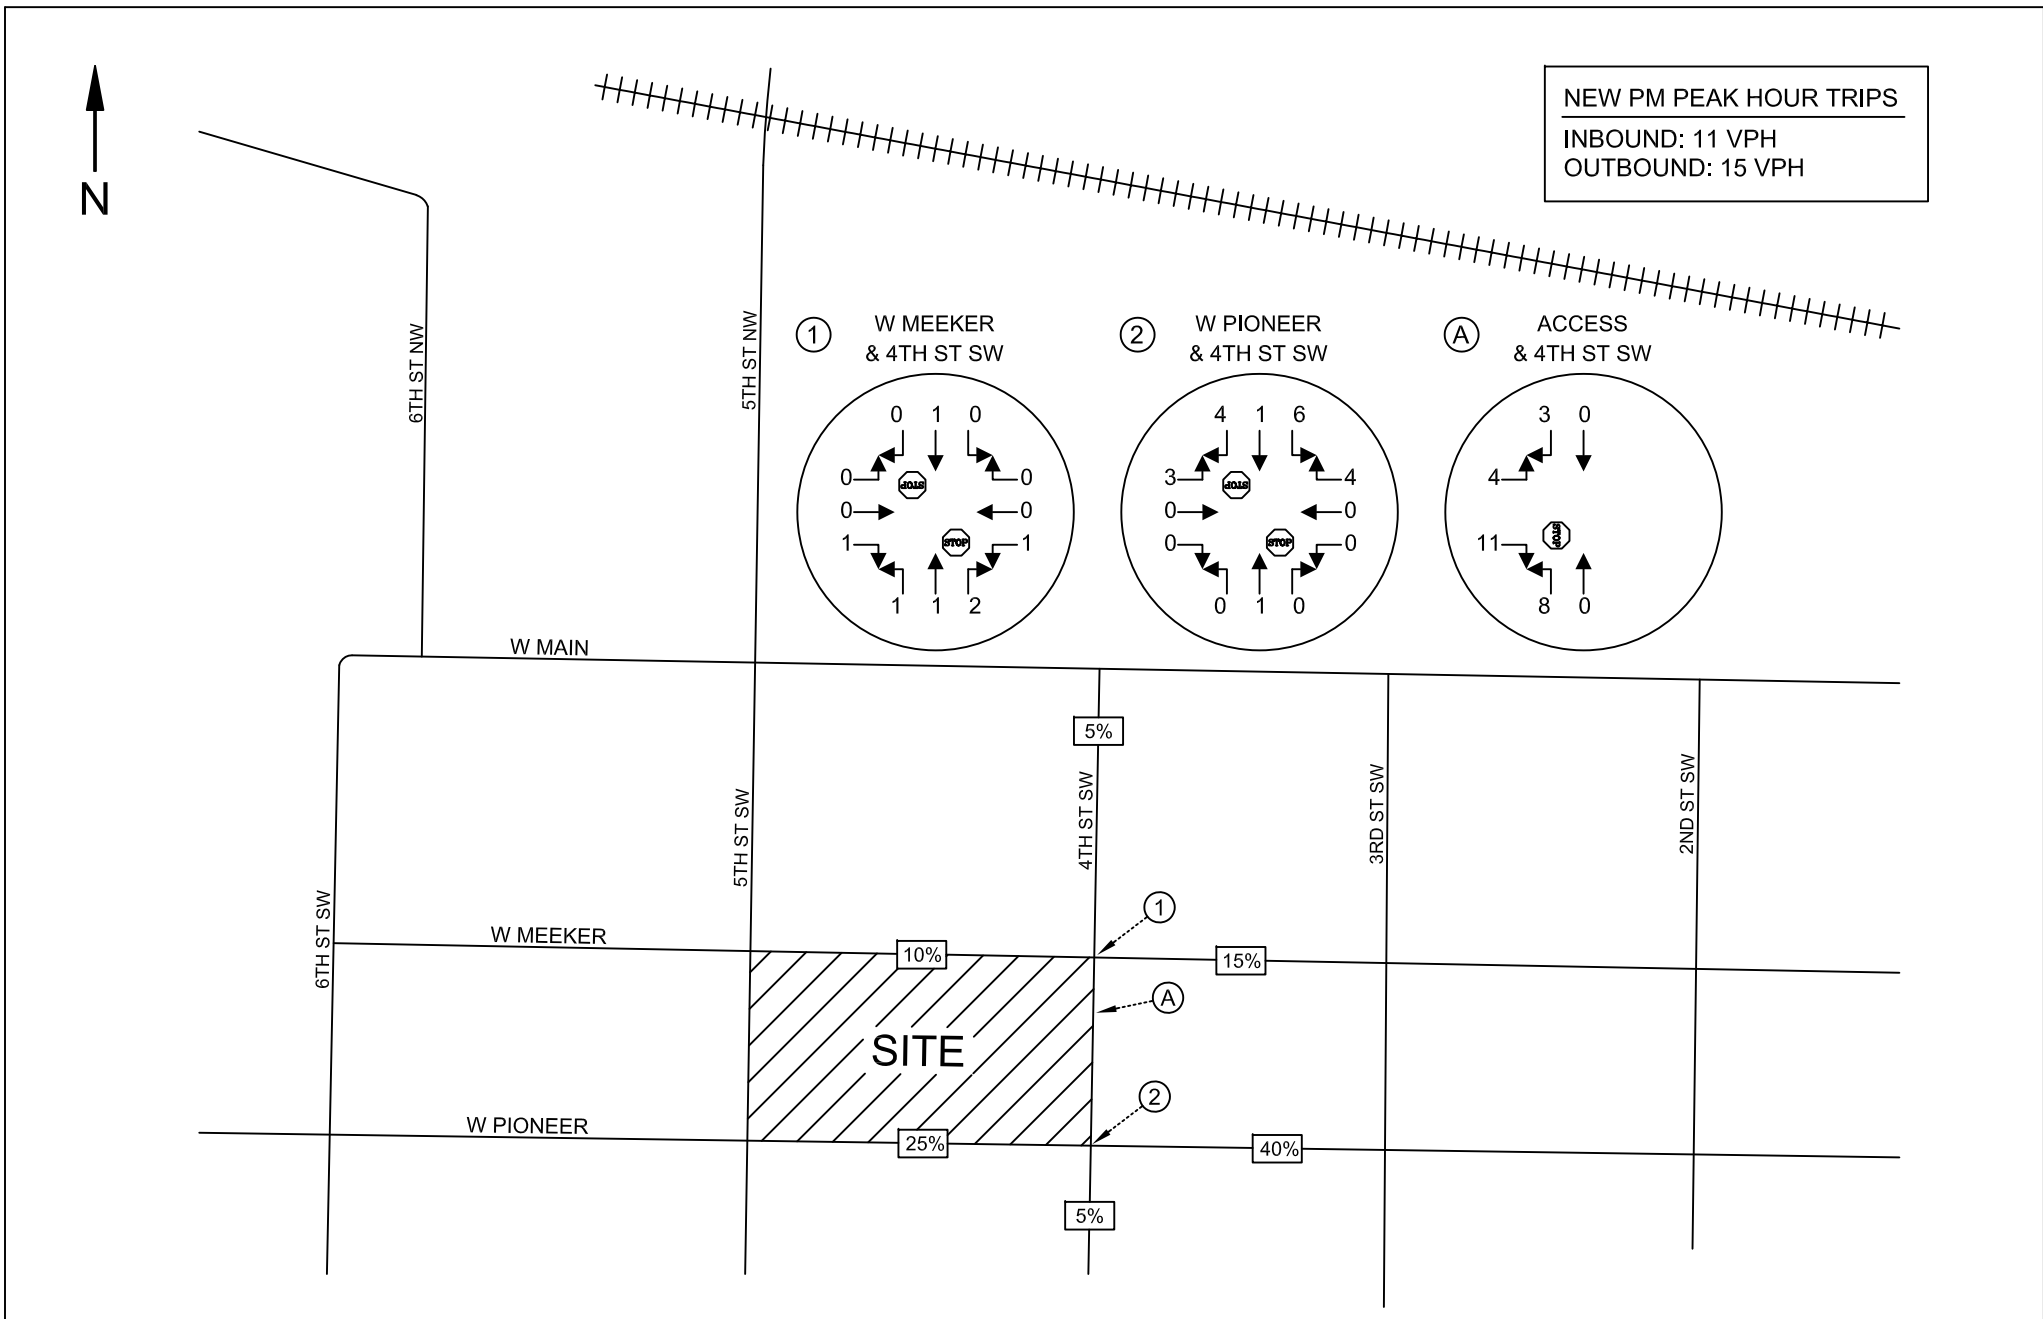 NEW PM PEAK HOUR TRIPS
INBOUND: 11 VPH
OUTBOUND: 15 VPH
N
6TH ST NW
5TH ST NW
1
W MEEKER
& 4TH ST SW
0 1 0
0 0
STOP
0 0
1 1
STOP
1 1 2
2
W PIONEER
& 4TH ST SW
4 1 6
3 4
STOP
0 0
0 0
STOP
0 1 0
A
ACCESS
& 4TH ST SW
3 0
4
11
STOP
8 0
W MAIN
5%
5TH ST SW
4TH ST SW
3RD ST SW
2ND ST SW
6TH ST SW
1
W MEEKER
10%
15%
A
SITE
2
W PIONEER
25%
40%
5%